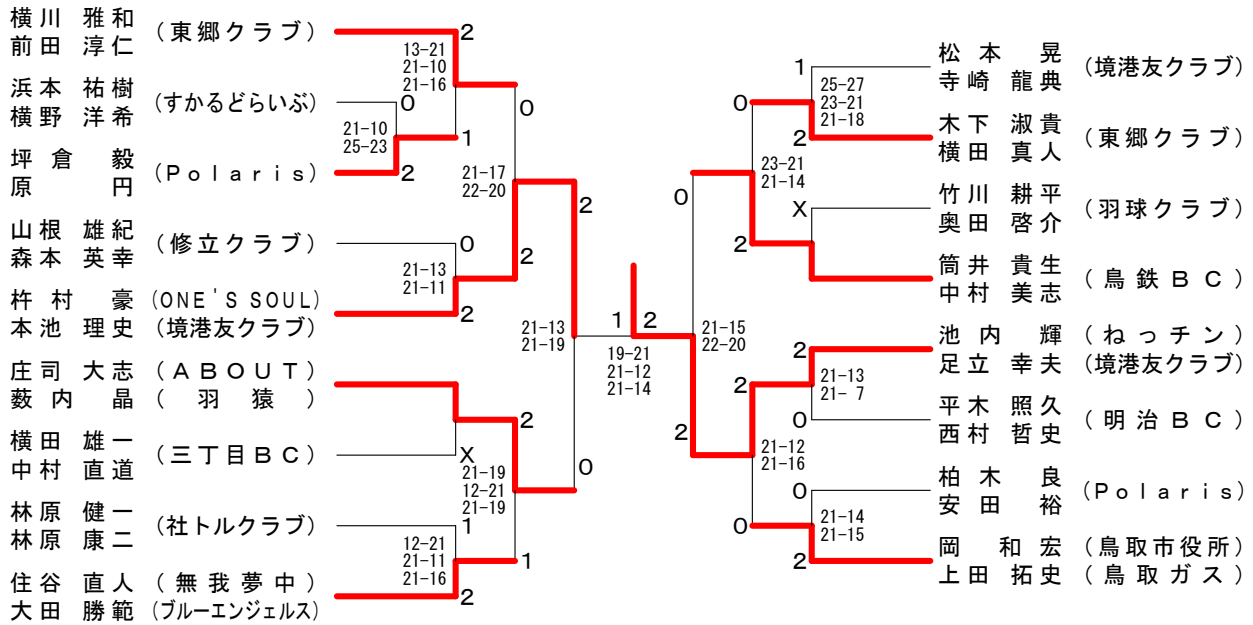 横川 雅和
前田 淳仁
(東郷クラブ)
浜本 祐樹
横野 洋希
(すかるどらいぶ)
坪倉 毅
原 円
(Polaris)
山根 雄紀
森本 英幸
(修立クラブ)
杵村 豪 (ONE'S SOUL)
本池 理史 (境港友クラブ)
庄司 大志 (ABOUT)
薮内 晶 (羽猿)
横田 雄一
中村 直道
(三丁目BC)
林原 健一
林原 康二
(社トルクラブ)
住谷 直人 (無我夢中)
大田 勝範 (ブルーエンジェルス)
2
13-21
21-10
21-16
0
21-10
25-23
1
2
0
21-17
22-20
2
0
21-13
21-11
2
2
21-13
21-19
2
X
21-19
12-21
21-19
0
1
12-21
21-11
21-16
1
2
1
2
19-21
21-12
21-14
0
21-15
22-20
2
0
23-21
21-14
2
1
25-27
23-21
21-18
2
X
2
2
21-13
21- 7
0
21-12
21-16
0
0
21-14
21-15
2
松本 晃
寺崎 龍典
(境港友クラブ)
木下 淑貴
横田 真人
(東郷クラブ)
竹川 耕平
奥田 啓介
(羽球クラブ)
筒井 貴生
中村 美志
(鳥鉄BC)
池内 輝 (ねっチン)
足立 幸夫 (境港友クラブ)
平木 照久
西村 哲史
(明治BC)
柏木 良
安田 裕
(Polaris)
岡 和宏 (鳥取市役所)
上田 拓史 (鳥取ガス)